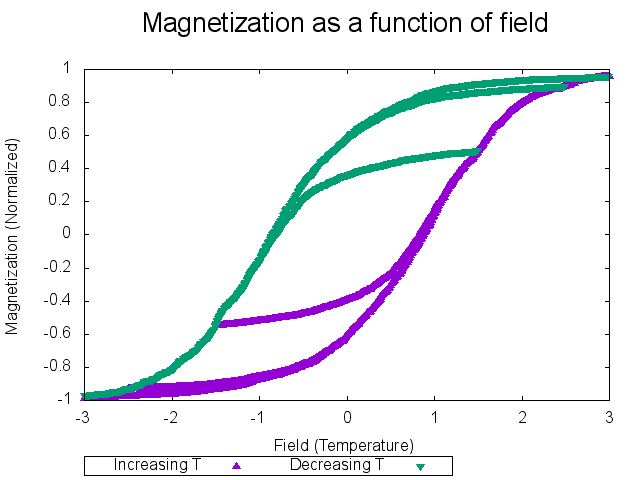 Magnetization as a function of field
Magnetization (Normalized)
1
0.8
0.6
0.4
0.2
0
-0.2
-0.4
-0.6
-0.8
-1
-3 -2 -1 0 1 2 3
Field (Temperature)
Increasing T Decreasing T